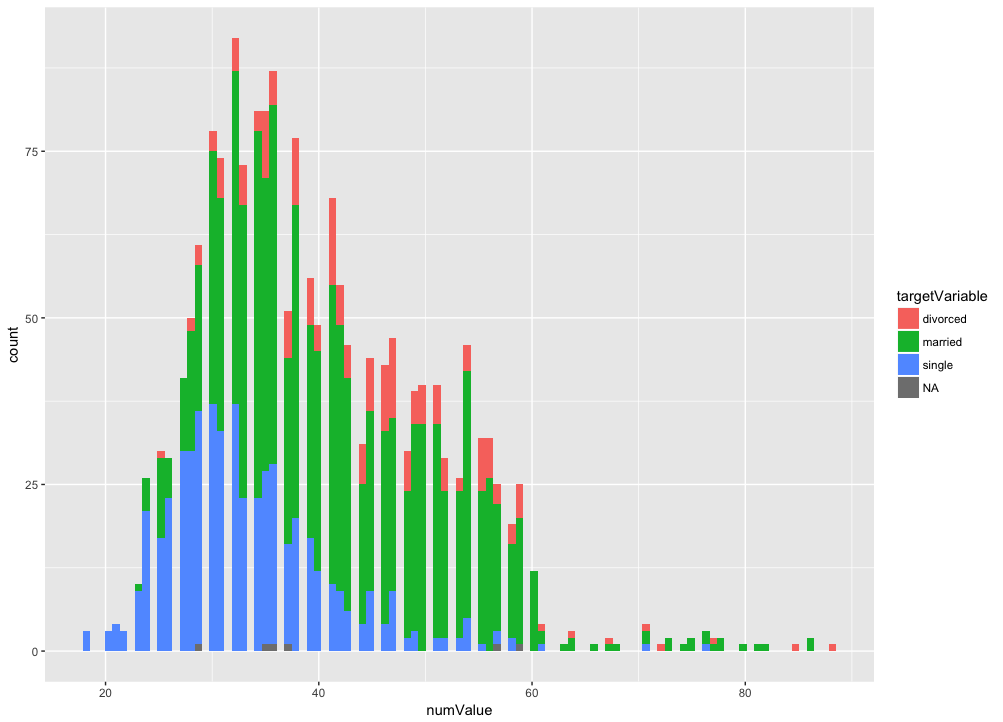 75
50
25
0
count
20
40
60
80
numValue
targetVariable
divorced
married
single
NA